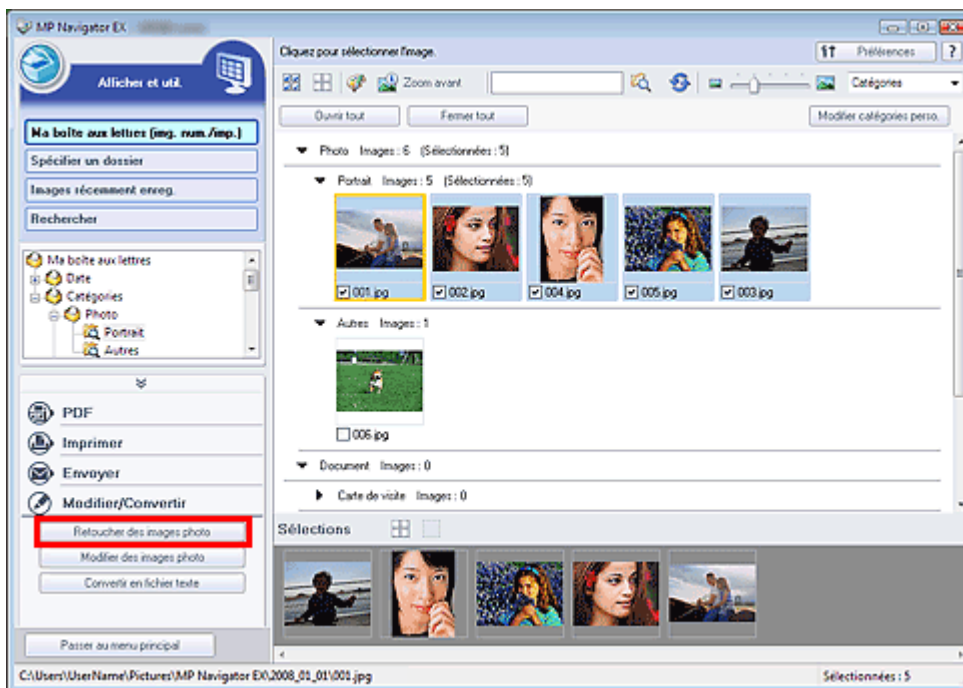 MP Navigator EX
Cliquez pour sélectionner l'image.
Préférences
?
Afficher et util.
Zoom avant
Catégories
Ouvrir tout
Fermer tout
Modifier catégories perso.
Ma boîte aux lettres (img. num./imp.)
Spécifier un dossier
Images récemment enreg.
Rechercher
Ma boîte aux lettres
Date
Catégories
Photo
Portrait
Autres
PDF
Imprimer
Envoyer
Modifier/Convertir
Retoucher des images photo
Modifier des images photo
Convertir en fichier texte
Passer au menu principal
Photo Images : 6 (Sélectionnées : 5)
Portrait Images : 5 (Sélectionnées : 5)
001.jpg
002.jpg
004.jpg
005.jpg
003.jpg
Autres Images : 1
006.jpg
Document Images : 0
Carte de visite Images : 0
Sélections
C:\Users\UserName\Pictures\MP Navigator EX\2008_01_01\001.jpg
Sélectionnées : 5